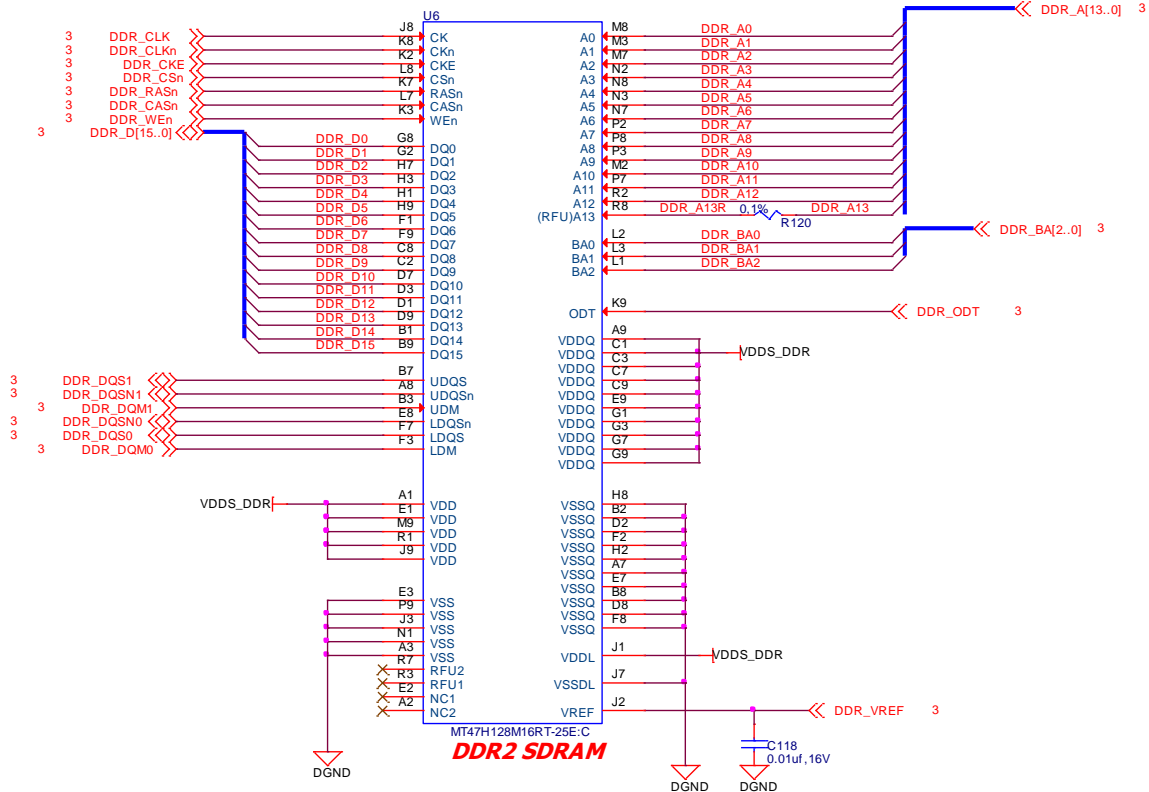 U6
DDR_A[13..0] 3
3 DDR_CLK J8 CK
3 DDR_CLKn K8 CKn
3 DDR_CKE K2 CKE
3 DDR_CSn L8 CSn
3 DDR_RASn K7 RASn
3 DDR_CASn L7 CASn
3 DDR_WEn K3 WEn
3 DDR_D[15..0]
DDR_D0 G8 DQ0
DDR_D1 G2 DQ1
DDR_D2 H7 DQ2
DDR_D3 H3 DQ3
DDR_D4 H1 DQ4
DDR_D5 H9 DQ5
DDR_D6 F1 DQ6
DDR_D7 F9 DQ7
DDR_D8 C8 DQ8
DDR_D9 C2 DQ9
DDR_D10 D7 DQ10
DDR_D11 D3 DQ11
DDR_D12 D1 DQ12
DDR_D13 D9 DQ13
DDR_D14 B1 DQ14
DDR_D15 B9 DQ15
3 DDR_DQS1 B7 UDQS
3 DDR_DQSN1 A8 UDQSn
3 DDR_DQM1 B3 UDM
3 DDR_DQSN0 E8 LDQSn
3 DDR_DQS0 F7 LDQS
3 DDR_DQM0 F3 LDM
VDDS_DDR A1 VDD
E1 VDD
M9 VDD
R1 VDD
J9 VDD
E3 VSS
P9 VSS
J3 VSS
N1 VSS
A3 VSS
R7 RFU2
R3 RFU1
E2 NC1
A2 NC2
DGND
A0 M8 DDR_A0
A1 M3 DDR_A1
A2 M7 DDR_A2
A3 N2 DDR_A3
A4 N8 DDR_A4
A5 N3 DDR_A5
A6 N7 DDR_A6
A7 P2 DDR_A7
A8 P8 DDR_A8
A9 P3 DDR_A9
A10 M2 DDR_A10
A11 P7 DDR_A11
A12 R2 DDR_A12
(RFU)A13 R8 DDR_A13R 0,1% DDR_A13
R120
BA0 L2 DDR_BA0
DDR_BA[2..0] 3
BA1 L3 DDR_BA1
BA2 L1 DDR_BA2
ODT K9 DDR_ODT 3
VDDQ A9
VDDQ C1 VDDS_DDR
VDDQ C3
VDDQ C7
VDDQ C9
VDDQ E9
VDDQ G1
VDDQ G3
VDDQ G7
VDDQ G9
VSSQ H8
VSSQ B2
VSSQ D2
VSSQ F2
VSSQ H2
VSSQ A7
VSSQ E7
VSSQ B8
VSSQ D8
VSSQ F8
VDDL J1 VDDS_DDR
VSSDL J7
VREF J2 DDR_VREF 3
C118
0.01uf,16V
DGND DGND
MT47H128M16RT-25E:C
DDR2 SDRAM